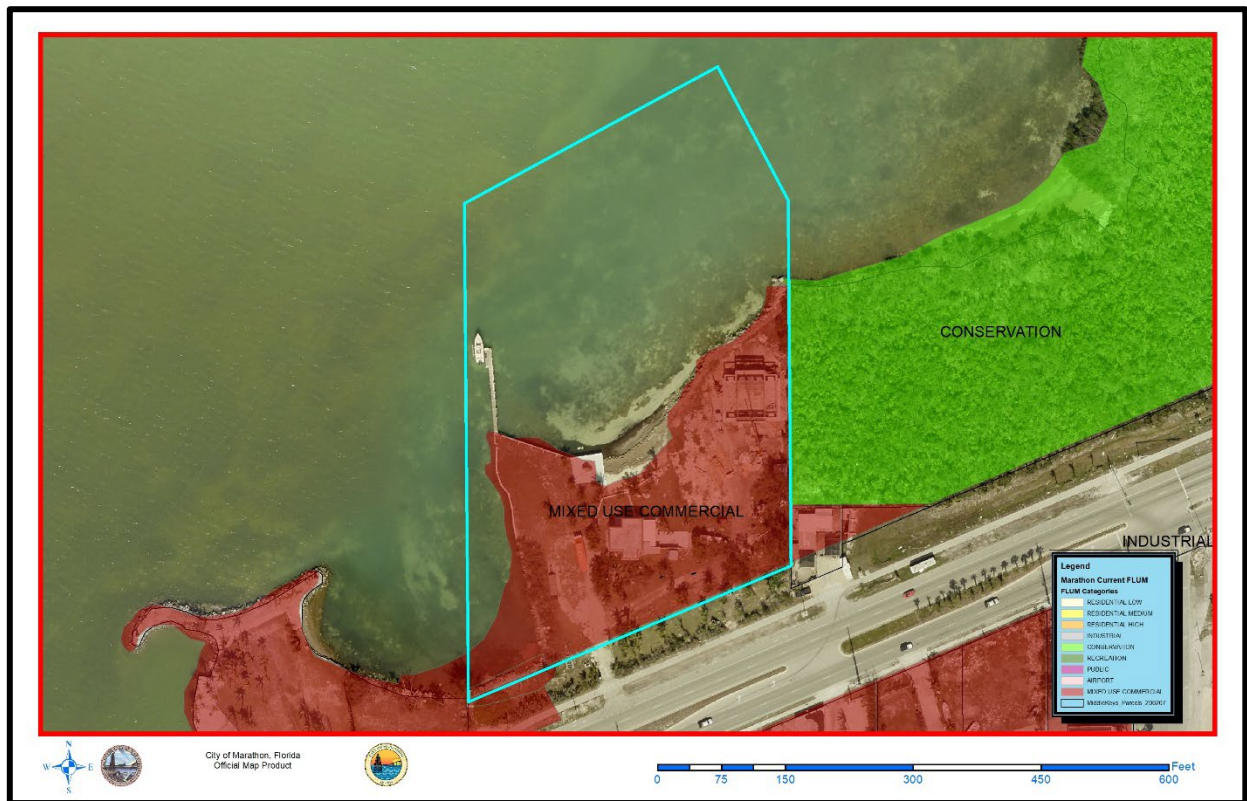 CONSERVATION
MIXED USE COMMERCIAL
INDUSTRIAL
Legend
Marathon Current FLUM
FLUM Categories
RESIDENTIAL LOW
RESIDENTIAL MEDIUM
RESIDENTIAL HIGH
INDUSTRIAL
CONSERVATION
RECREATION
PUBLIC
AIRPORT
MIXED USE COMMERCIAL
MiddleKeys_Parcels_200207
N
W E
S
City of Marathon, Florida
Official Map Product
Feet
0 75 150 300 450 600